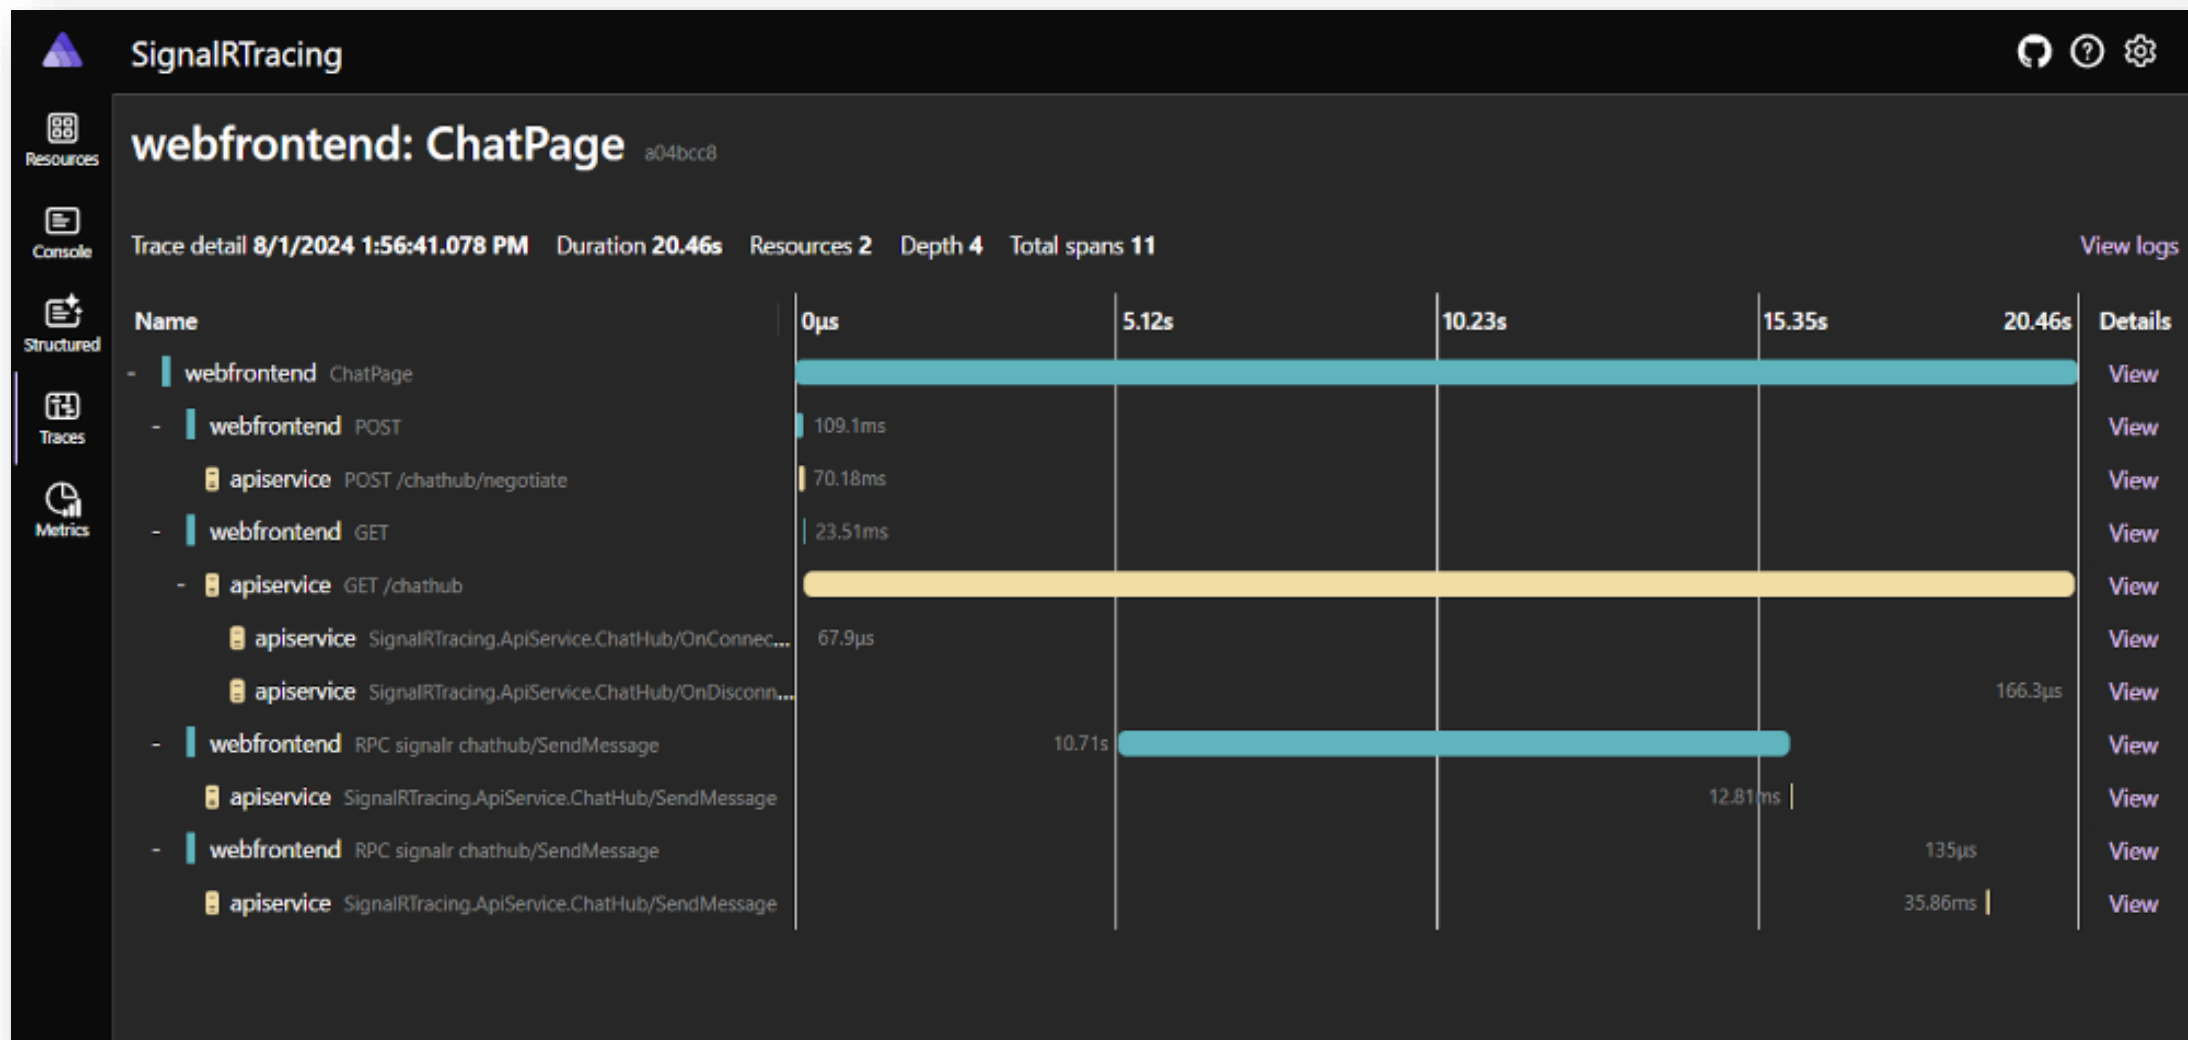 SignalRTracing
Resources
Console
Structured
Traces
Metrics
webfrontend: ChatPage a04bcc8
Trace detail 8/1/2024 1:56:41.078 PM Duration 20.46s Resources 2 Depth 4 Total spans 11 View logs
Name 0µs 5.12s 10.23s 15.35s 20.46s Details
- webfrontend ChatPage View
- webfrontend POST 109.1ms View
apiservice POST /chathub/negotiate 70.18ms View
- webfrontend GET 23.51ms View
- apiservice GET /chathub View
apiservice SignalRTracing.ApiService.ChatHub/OnConnec... 67.9µs View
apiservice SignalRTracing.ApiService.ChatHub/OnDisconn... 166.3µs View
- webfrontend RPC signalr chathub/SendMessage 10.71s View
apiservice SignalRTracing.ApiService.ChatHub/SendMessage 12.81ms View
- webfrontend RPC signalr chathub/SendMessage 135µs View
apiservice SignalRTracing.ApiService.ChatHub/SendMessage 35.86ms View